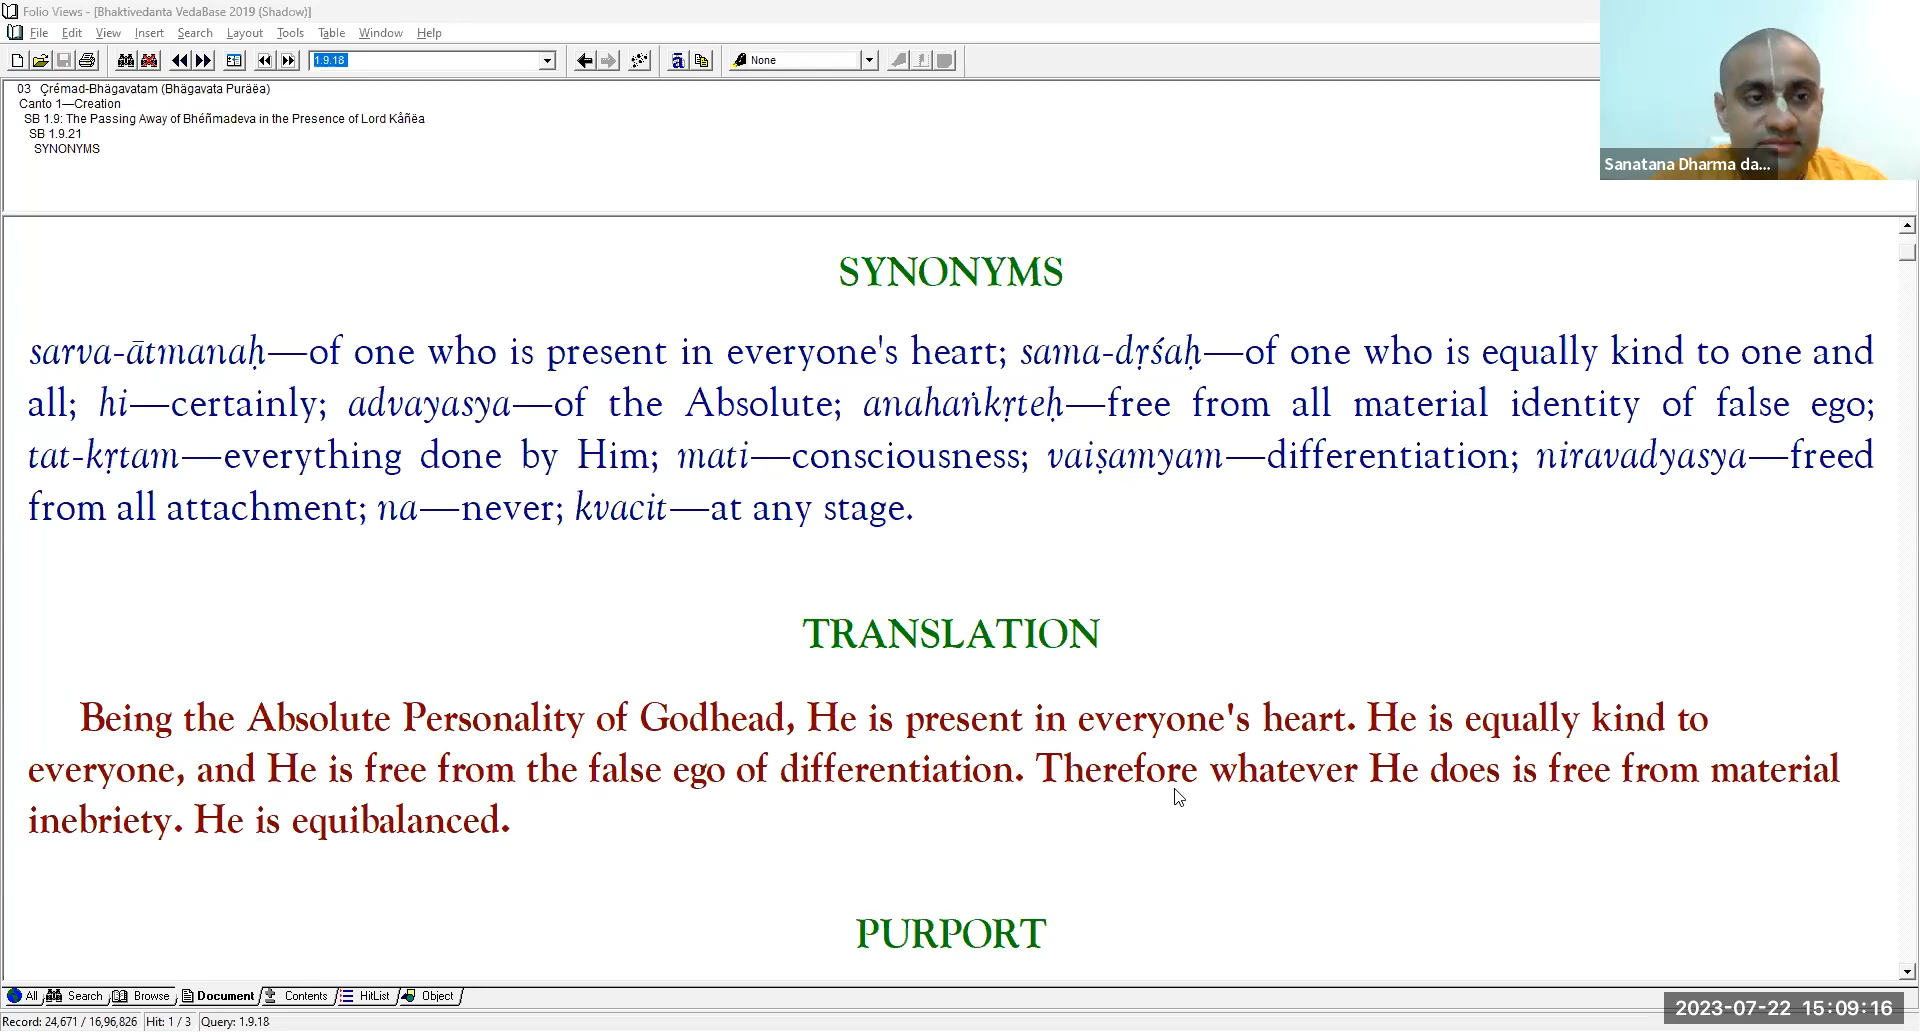 Folio Views - [Bhaktivedanta VedaBase 2019 (Shadow)]
File Edit View Insert Search Layout Tools Table Window Help
1.9.18 None
03 Çrémad-Bhägavatam (Bhägavata Puräëa)
Canto 1—Creation
SB 1.9: The Passing Away of Bhéñmadeva in the Presence of Lord Kåñëa
SB 1.9.21
SYNONYMS
Sanatana Dharma da...
SYNONYMS
sarva-ātmanaḥ—of one who is present in everyone's heart; sama-dṛśaḥ—of one who is equally kind to one and
all; hi—certainly; advayasya—of the Absolute; anahaṅkṛteḥ—free from all material identity of false ego;
tat-kṛtam—everything done by Him; mati—consciousness; vaiṣamyam—differentiation; niravadyasya—freed
from all attachment; na—never; kvacit—at any stage.
TRANSLATION
Being the Absolute Personality of Godhead, He is present in everyone's heart. He is equally kind to
everyone, and He is free from the false ego of differentiation. Therefore whatever He does is free from material
inebriety. He is equibalanced.
PURPORT
All Search Browse Document Contents HitList Object
Record: 24,671 / 16,96,826 Hit: 1 / 3 Query: 1.9.18
2023-07-22 15:09:16